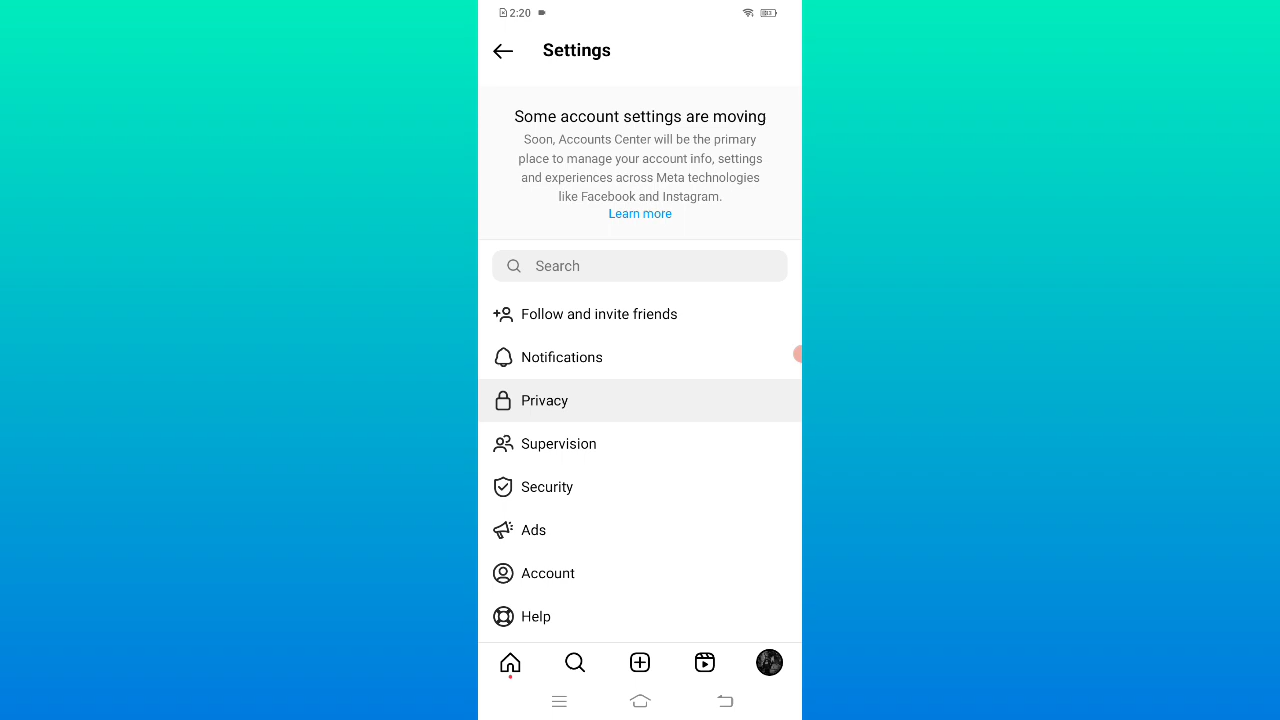 2:20
Settings
Some account settings are moving
Soon, Accounts Center will be the primary
place to manage your account info, settings
and experiences across Meta technologies
like Facebook and Instagram.
Learn more
Search
Follow and invite friends
Notifications
Privacy
Supervision
Security
Ads
Account
Help